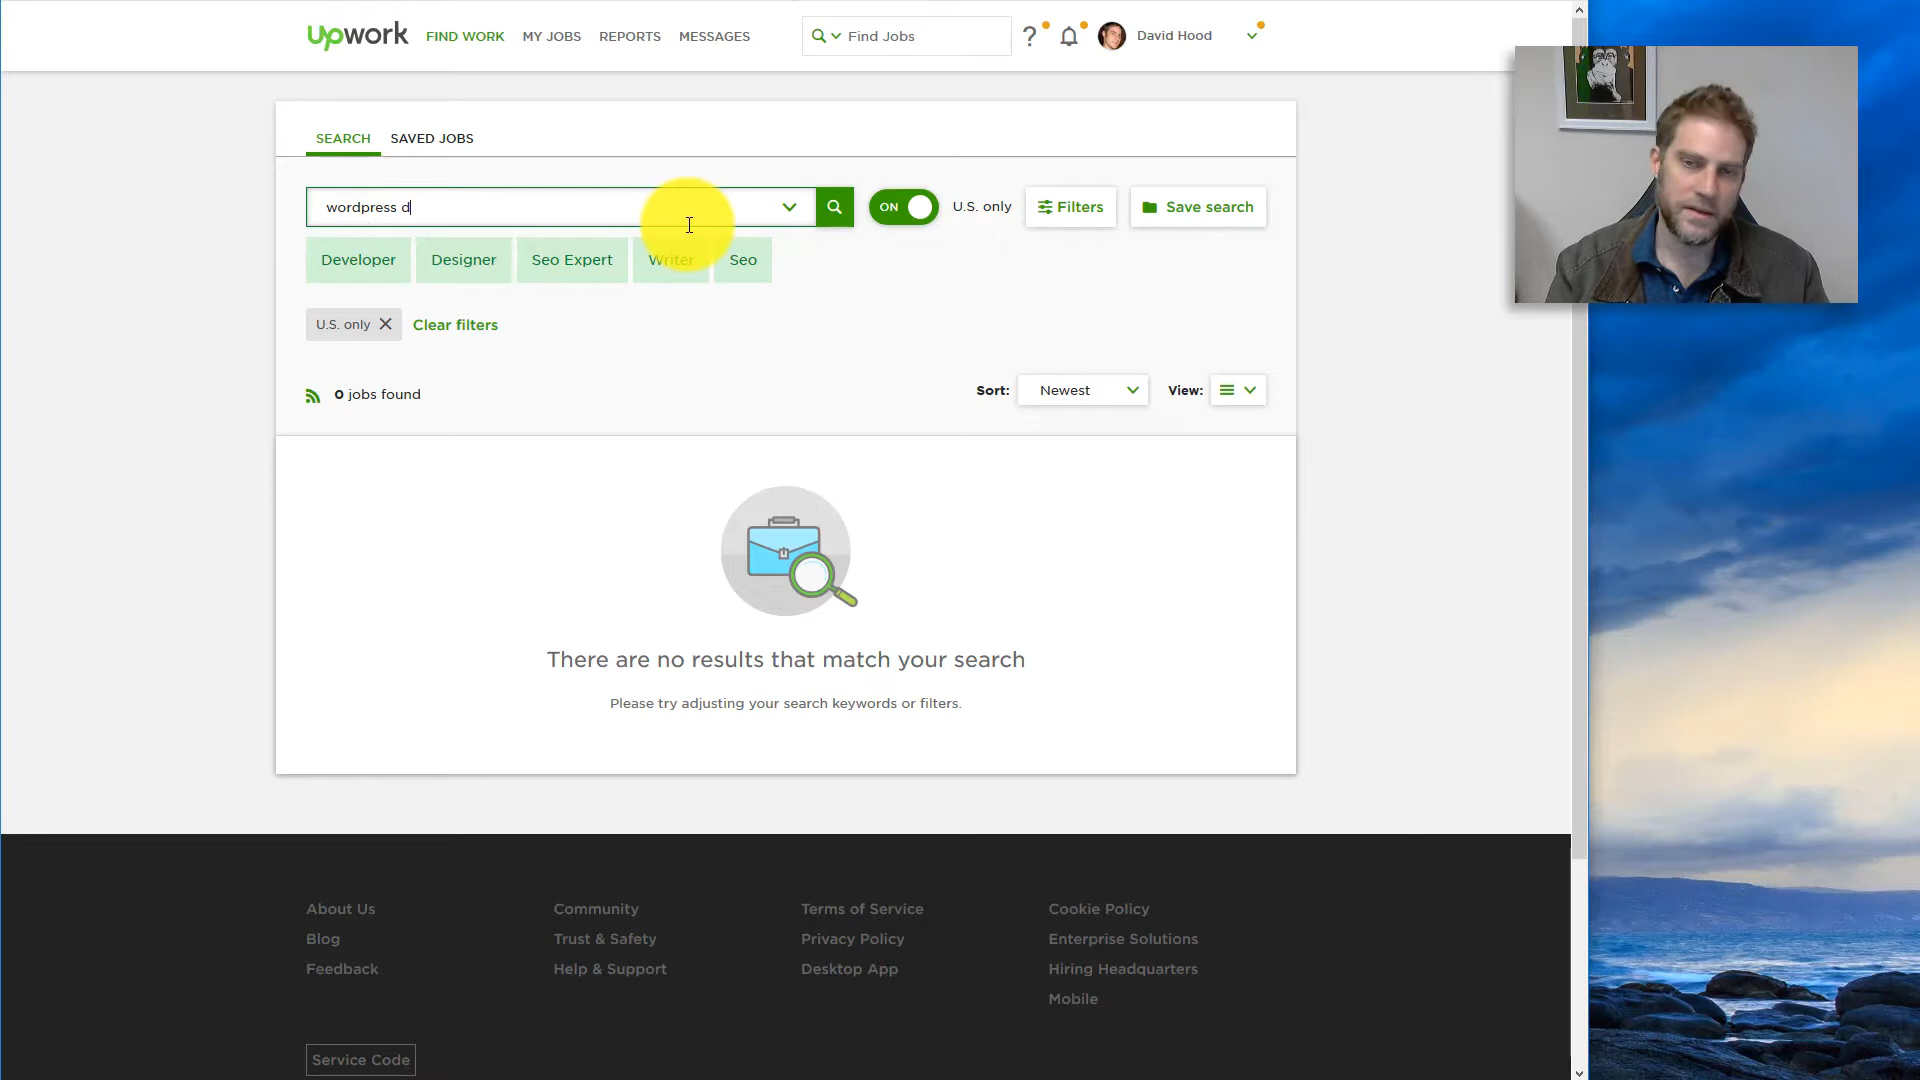 upwork FIND WORK MY JOBS REPORTS MESSAGES Find Jobs ? David Hood
SEARCH SAVED JOBS
wordpress d ON U.S. only Filters Save search
Developer Designer Seo Expert Writer Seo
U.S. only Clear filters
0 jobs found Sort: Newest View:
There are no results that match your search
Please try adjusting your search keywords or filters.
About Us Community Terms of Service Cookie Policy
Blog Trust & Safety Privacy Policy Enterprise Solutions
Feedback Help & Support Desktop App Hiring Headquarters
Mobile
Service Code